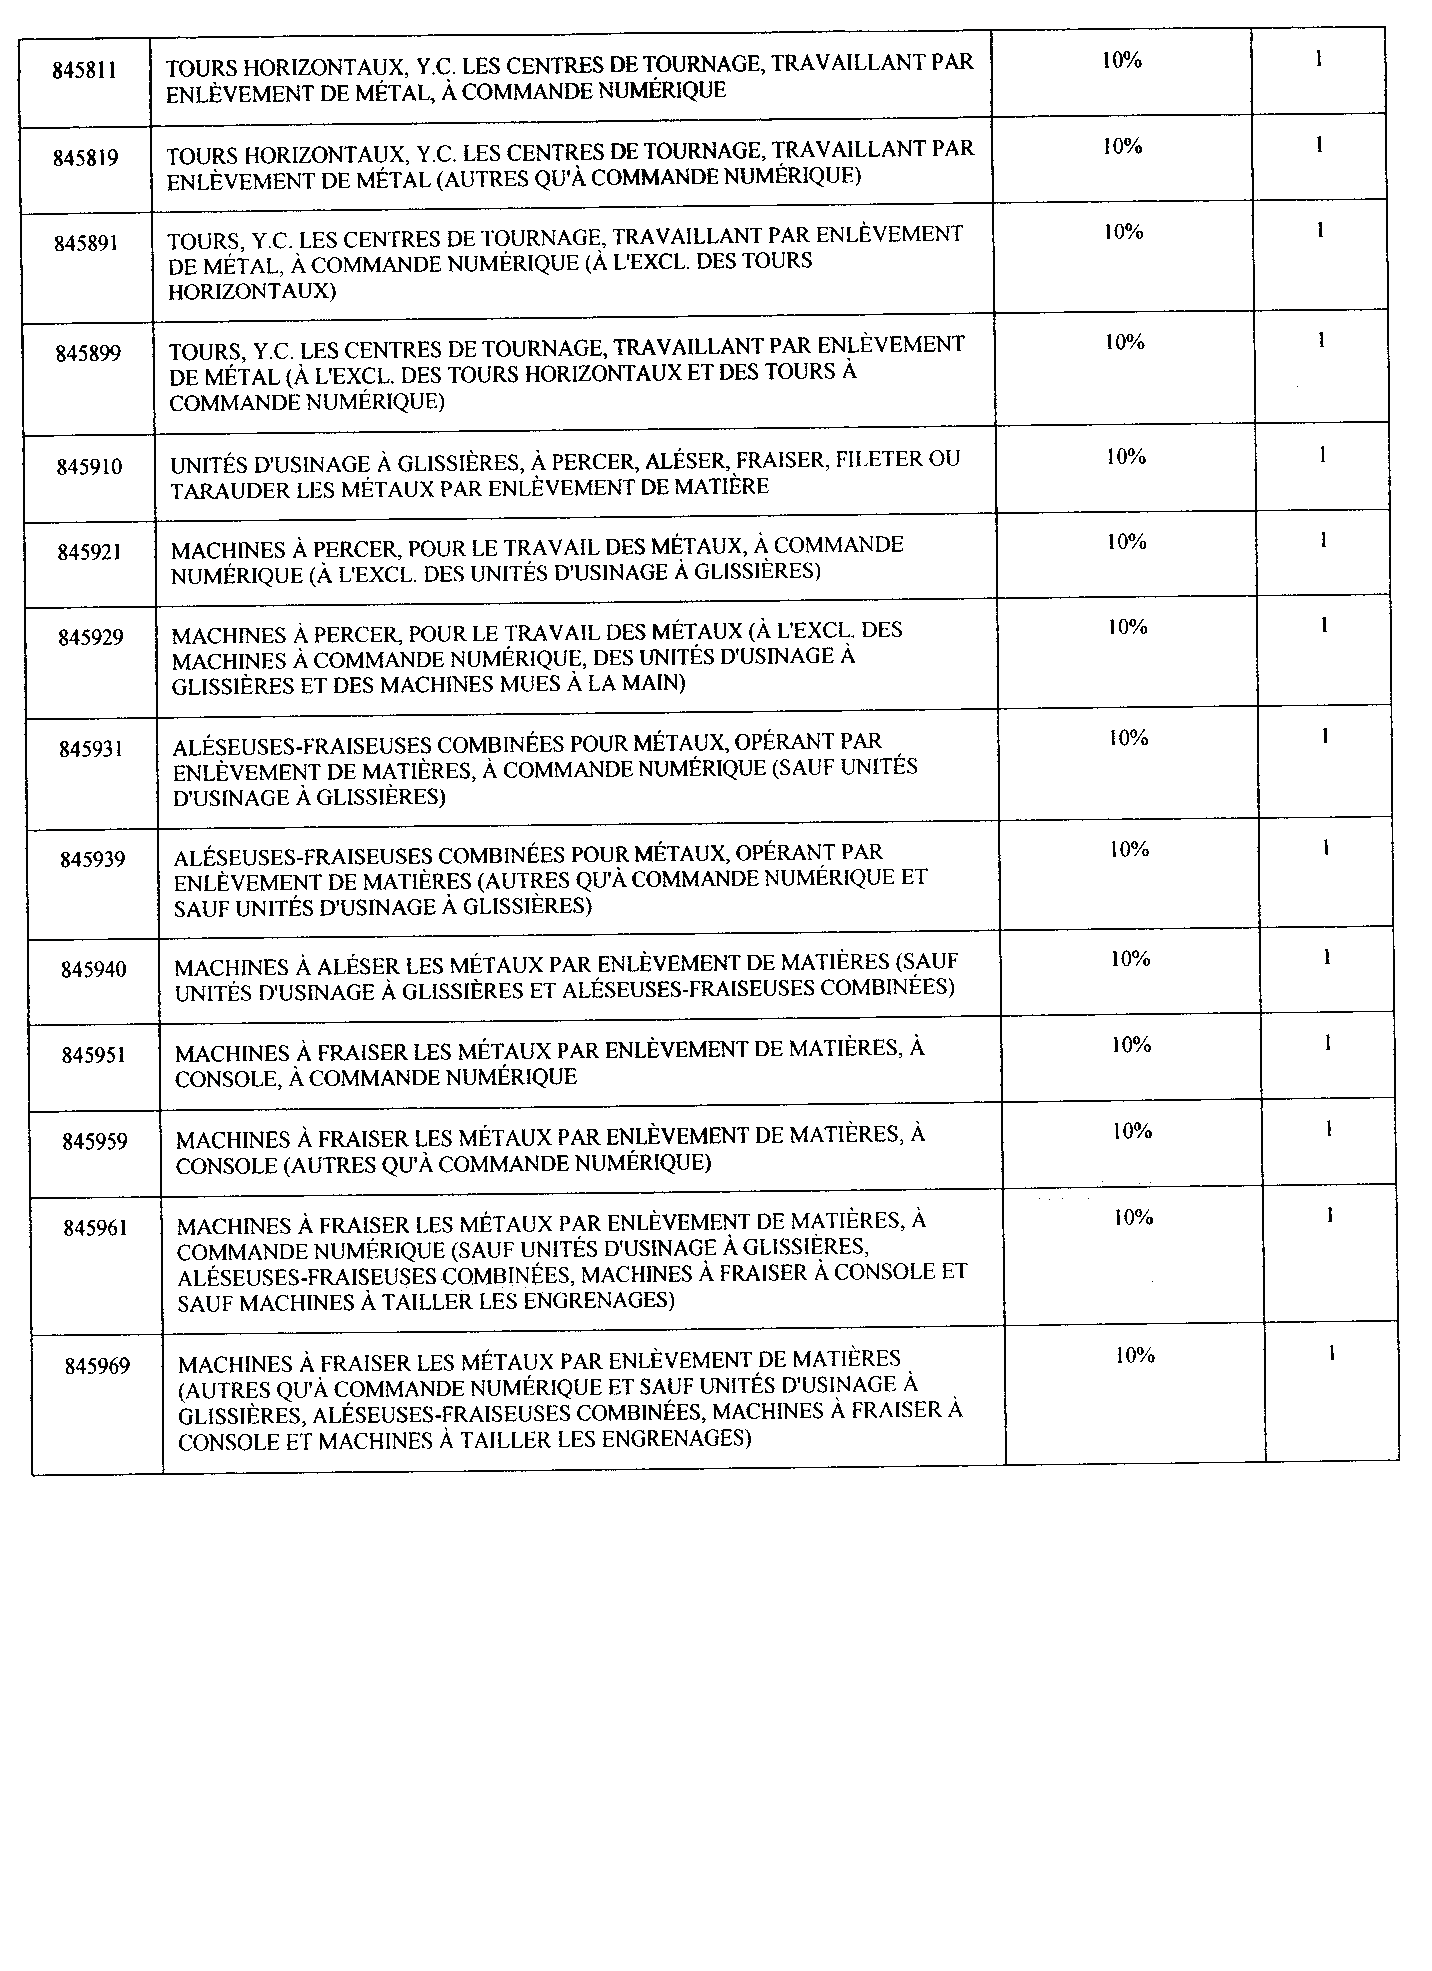 845811 TOURS HORIZONTAUX, Y.C. LES CENTRES DE TOURNAGE, TRAVAILLANT PAR 10% 1
ENLÈVEMENT DE MÉTAL, À COMMANDE NUMÉRIQUE
845819 TOURS HORIZONTAUX, Y.C. LES CENTRES DE TOURNAGE, TRAVAILLANT PAR 10% 1
ENLÈVEMENT DE MÉTAL (AUTRES QU'À COMMANDE NUMÉRIQUE)
845891 TOURS, Y.C. LES CENTRES DE TOURNAGE, TRAVAILLANT PAR ENLÈVEMENT 10% 1
DE MÉTAL, À COMMANDE NUMÉRIQUE (À L'EXCL. DES TOURS
HORIZONTAUX)
845899 TOURS, Y.C. LES CENTRES DE TOURNAGE, TRAVAILLANT PAR ENLÈVEMENT 10% 1
DE MÉTAL (À L'EXCL. DES TOURS HORIZONTAUX ET DES TOURS À
COMMANDE NUMÉRIQUE)
845910 UNITÉS D'USINAGE À GLISSIÈRES, À PERCER, ALÉSER, FRAISER, FILETER OU 10% 1
TARAUDER LES MÉTAUX PAR ENLÈVEMENT DE MATIÈRE
845921 MACHINES À PERCER, POUR LE TRAVAIL DES MÉTAUX, À COMMANDE 10% 1
NUMÉRIQUE (À L'EXCL. DES UNITÉS D'USINAGE À GLISSIÈRES)
845929 MACHINES À PERCER, POUR LE TRAVAIL DES MÉTAUX (À L'EXCL. DES 10% 1
MACHINES À COMMANDE NUMÉRIQUE, DES UNITÉS D'USINAGE À
GLISSIÈRES ET DES MACHINES MUES À LA MAIN)
845931 ALÉSEUSES-FRAISEUSES COMBINÉES POUR MÉTAUX, OPÉRANT PAR 10% 1
ENLÈVEMENT DE MATIÈRES, À COMMANDE NUMÉRIQUE (SAUF UNITÉS
D'USINAGE À GLISSIÈRES)
845939 ALÉSEUSES-FRAISEUSES COMBINÉES POUR MÉTAUX, OPÉRANT PAR 10% 1
ENLÈVEMENT DE MATIÈRES (AUTRES QU'À COMMANDE NUMÉRIQUE ET
SAUF UNITÉS D'USINAGE À GLISSIÈRES)
845940 MACHINES À ALÉSER LES MÉTAUX PAR ENLÈVEMENT DE MATIÈRES (SAUF 10% 1
UNITÉS D'USINAGE À GLISSIÈRES ET ALÉSEUSES-FRAISEUSES COMBINÉES)
845951 MACHINES À FRAISER LES MÉTAUX PAR ENLÈVEMENT DE MATIÈRES, À 10% 1
CONSOLE, À COMMANDE NUMÉRIQUE
845959 MACHINES À FRAISER LES MÉTAUX PAR ENLÈVEMENT DE MATIÈRES, À 10% 1
CONSOLE (AUTRES QU'À COMMANDE NUMÉRIQUE)
845961 MACHINES À FRAISER LES MÉTAUX PAR ENLÈVEMENT DE MATIÈRES, À 10% 1
COMMANDE NUMÉRIQUE (SAUF UNITÉS D'USINAGE À GLISSIÈRES,
ALÉSEUSES-FRAISEUSES COMBINÉES, MACHINES À FRAISER À CONSOLE ET
SAUF MACHINES À TAILLER LES ENGRENAGES)
845969 MACHINES À FRAISER LES MÉTAUX PAR ENLÈVEMENT DE MATIÈRES 10% 1
(AUTRES QU'À COMMANDE NUMÉRIQUE ET SAUF UNITÉS D'USINAGE À
GLISSIÈRES, ALÉSEUSES-FRAISEUSES COMBINÉES, MACHINES À FRAISER À
CONSOLE ET MACHINES À TAILLER LES ENGRENAGES)